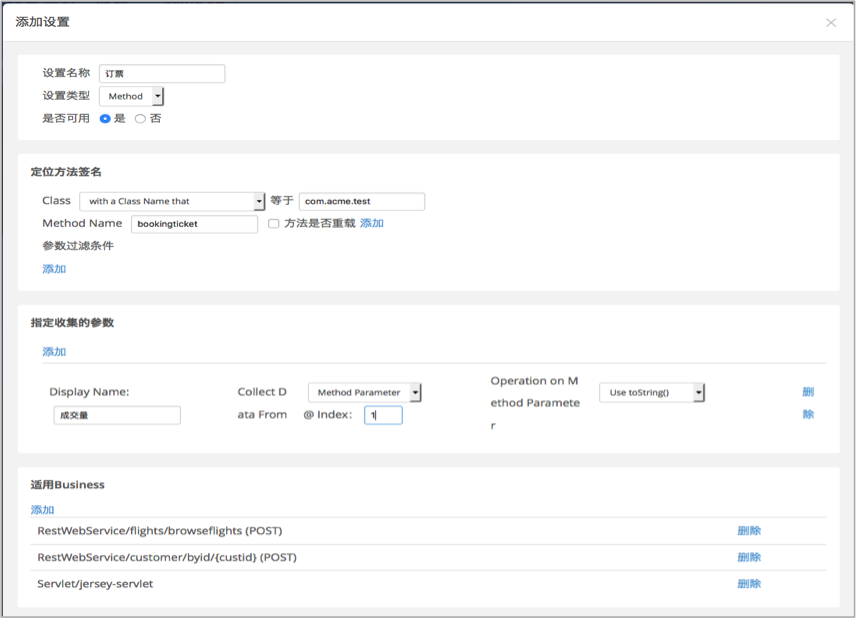 添加设置
设置名称 订票
设置类型 Method
是否可用 是 否
定位方法签名
Class with a Class Name that 等于 com.acme.test
Method Name bookingticket 方法是否重载 添加
参数过滤条件
添加
指定收集的参数
添加
Display Name:
成交量
Collect D
ata From
Method Parameter
@ Index: 1
Operation on M
ethod Paramete
r
Use toString()
删
除
适用Business
添加
RestWebService/flights/browseflights (POST) 删除
RestWebService/customer/byid/{custid} (POST) 删除
Servlet/jersey-servlet 删除